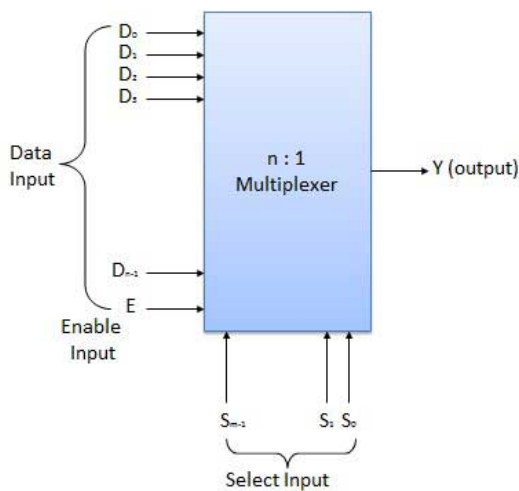 D₀
D₁
D₂
D₃
Data
Input
n : 1
Multiplexer
Y (output)
Dₙ₋₁
E
Enable
Input
Sₘ₋₁
S₁ S₀
Select Input